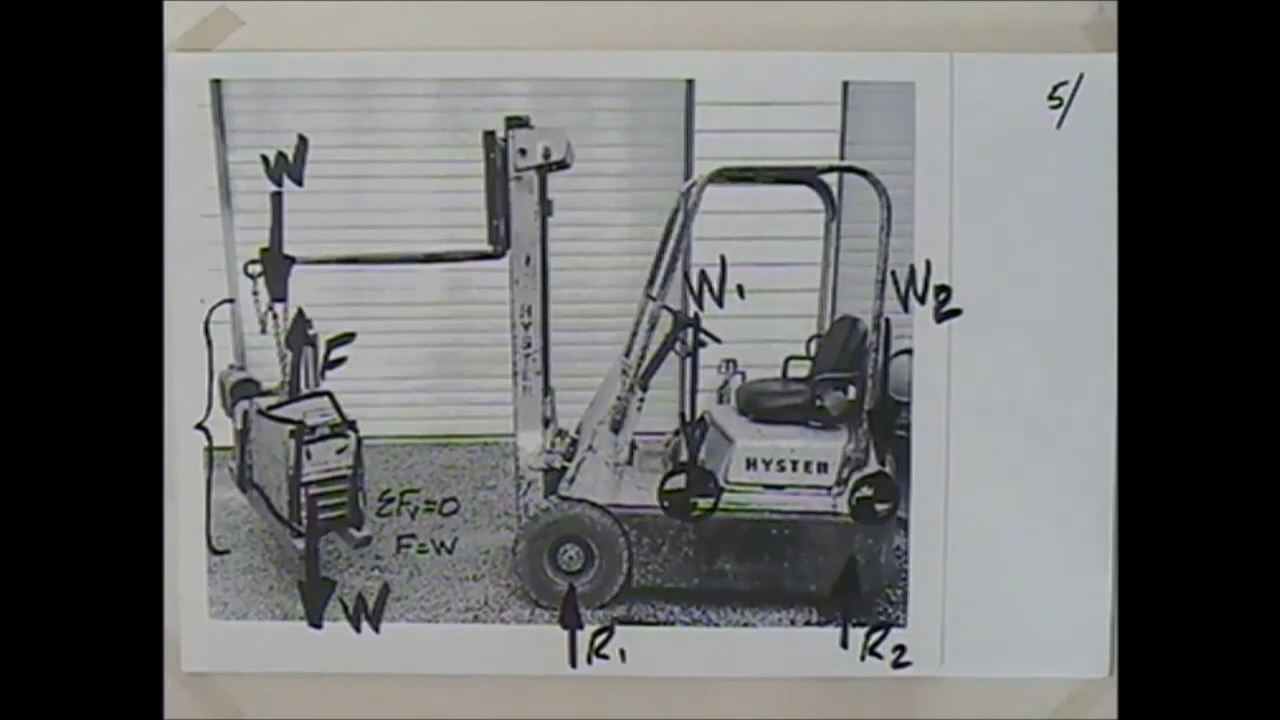 5/
W
W1
W2
F
HYSTER
HYSTER
ΣFy=0
F=W
W
R1
R2